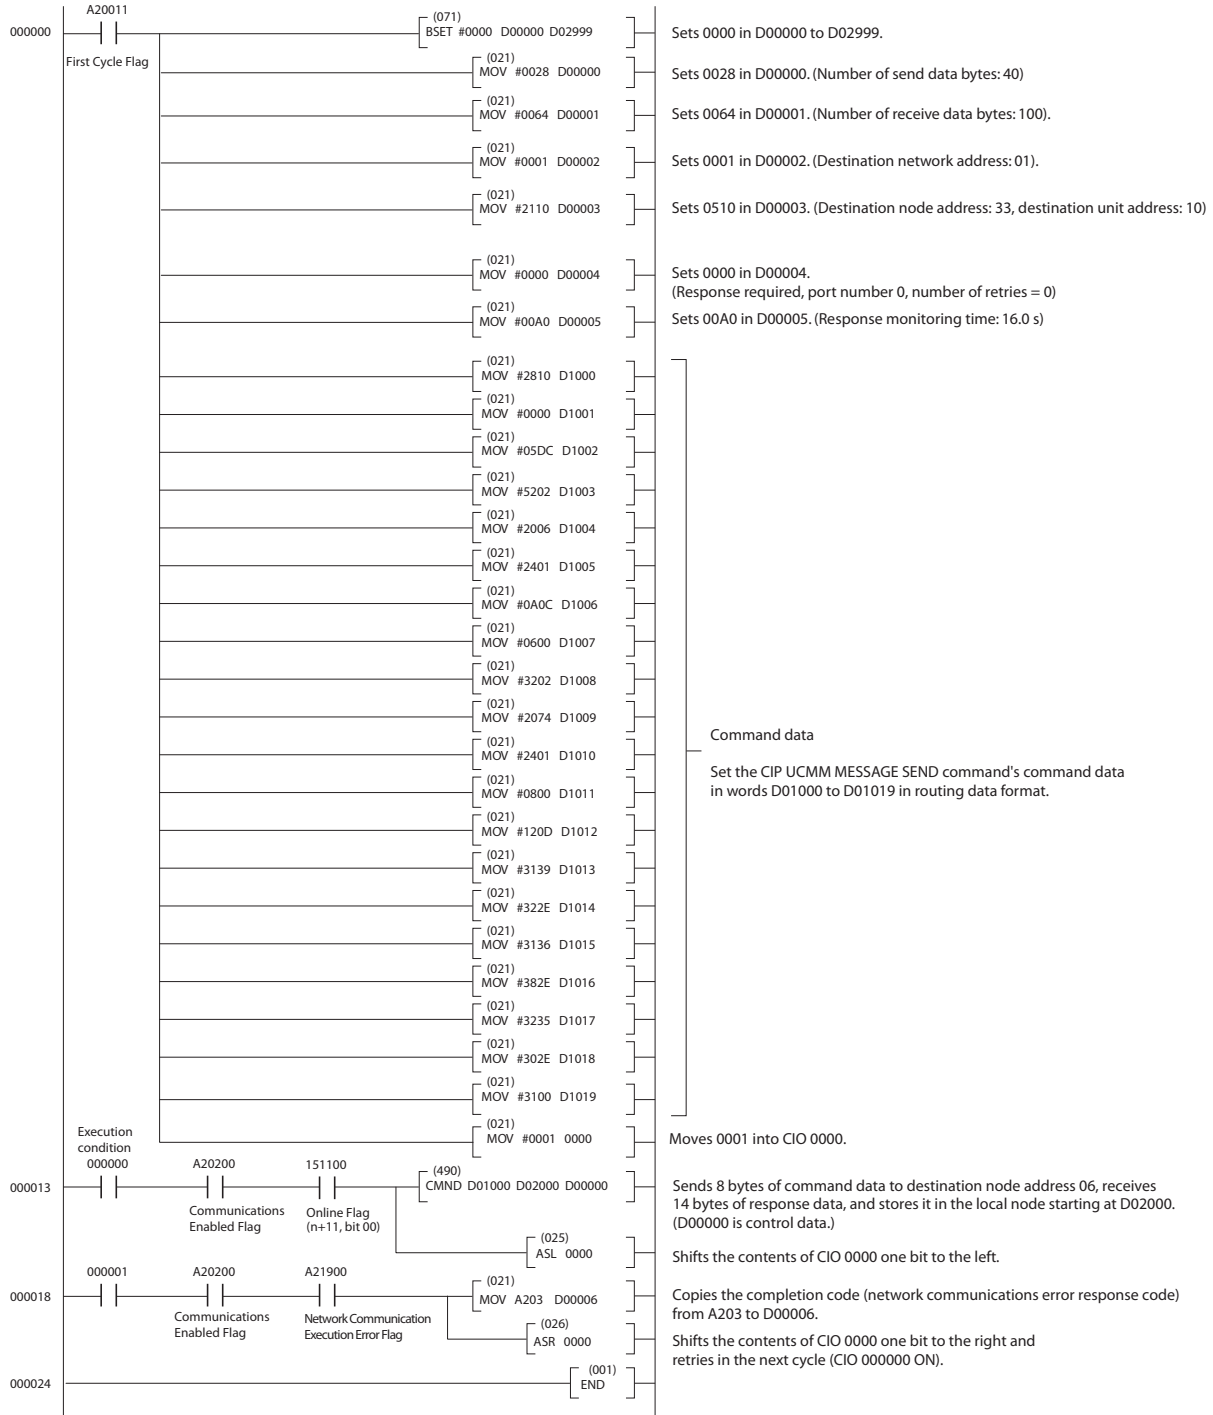 A20011
000000
First Cycle Flag
(071)
BSET #0000 D00000 D02999
Sets 0000 in D00000 to D02999.
(021)
MOV #0028 D00000
Sets 0028 in D00000. (Number of send data bytes: 40)
(021)
MOV #0064 D00001
Sets 0064 in D00001. (Number of receive data bytes: 100).
(021)
MOV #0001 D00002
Sets 0001 in D00002. (Destination network address: 01).
(021)
MOV #2110 D00003
Sets 0510 in D00003. (Destination node address: 33, destination unit address: 10)
(021)
MOV #0000 D00004
Sets 0000 in D00004.
(Response required, port number 0, number of retries = 0)
(021)
MOV #00A0 D00005
Sets 00A0 in D00005. (Response monitoring time: 16.0 s)
(021)
MOV #2810 D1000
(021)
MOV #0000 D1001
(021)
MOV #05DC D1002
(021)
MOV #5202 D1003
(021)
MOV #2006 D1004
(021)
MOV #2401 D1005
(021)
MOV #0A0C D1006
(021)
MOV #0600 D1007
(021)
MOV #3202 D1008
(021)
MOV #2074 D1009
(021)
MOV #2401 D1010
(021)
MOV #0800 D1011
(021)
MOV #120D D1012
(021)
MOV #3139 D1013
(021)
MOV #322E D1014
(021)
MOV #3136 D1015
(021)
MOV #382E D1016
(021)
MOV #3235 D1017
(021)
MOV #302E D1018
(021)
MOV #3100 D1019
Command data
Set the CIP UCMM MESSAGE SEND command's command data
in words D01000 to D01019 in routing data format.
(021)
MOV #0001 0000
Moves 0001 into CIO 0000.
Execution
condition
000000
A20200
151100
000013
Communications
Enabled Flag
Online Flag
(n+11, bit 00)
(490)
CMND D01000 D02000 D00000
Sends 8 bytes of command data to destination node address 06, receives
14 bytes of response data, and stores it in the local node starting at D02000.
(D00000 is control data.)
(025)
ASL 0000
Shifts the contents of CIO 0000 one bit to the left.
000001
A20200
A21900
000018
Communications
Enabled Flag
Network Communication
Execution Error Flag
(021)
MOV A203 D00006
Copies the completion code (network communications error response code)
from A203 to D00006.
(026)
ASR 0000
Shifts the contents of CIO 0000 one bit to the right and
retries in the next cycle (CIO 000000 ON).
000024
(001)
END